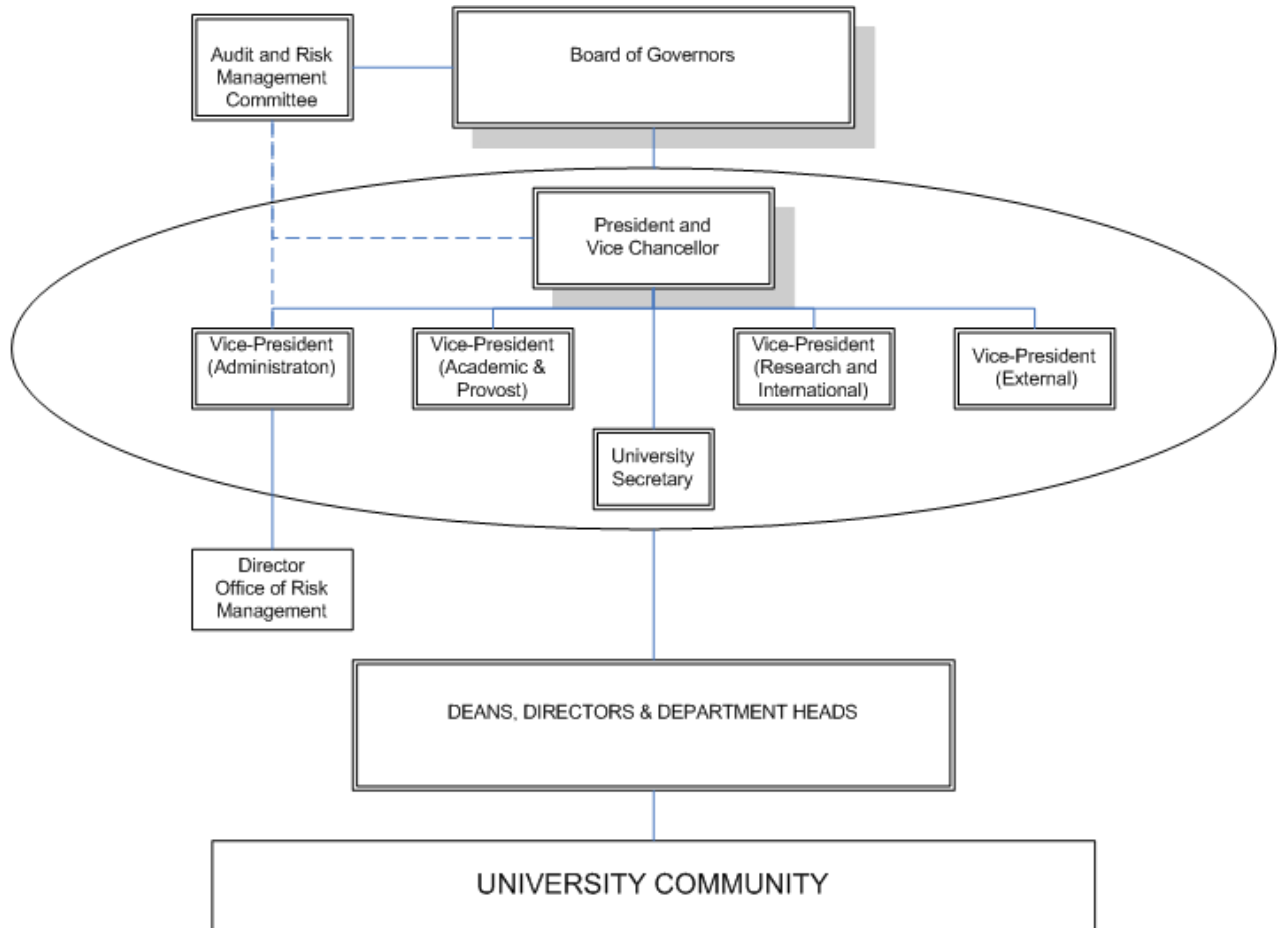 Audit and Risk
Management
Committee
Board of Governors
President and
Vice Chancellor
Vice-President
(Administraton)
Vice-President
(Academic &
Provost)
Vice-President
(Research and
International)
Vice-President
(External)
University
Secretary
Director
Office of Risk
Management
DEANS, DIRECTORS & DEPARTMENT HEADS
UNIVERSITY COMMUNITY